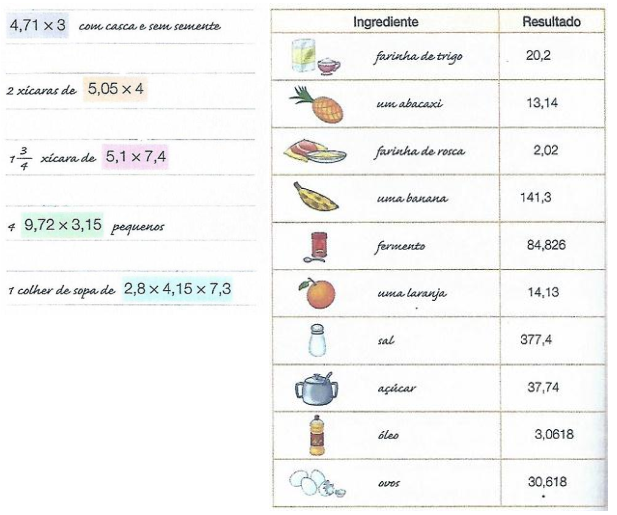 4,71 × 3 com casca e sem semente
2 xícaras de 5,05 × 4
1 3/4 xícara de 5,1 × 7,4
4 9,72 × 3,15 pequenos
1 colher de sopa de 2,8 × 4,15 × 7,3
Ingrediente Resultado
farinha de trigo 20,2
um abacaxi 13,14
farinha de rosca 2,02
uma banana 141,3
fermento 84,826
uma laranja 14,13
sal 377,4
açúcar 37,74
óleo 3,0618
ovos 30,618